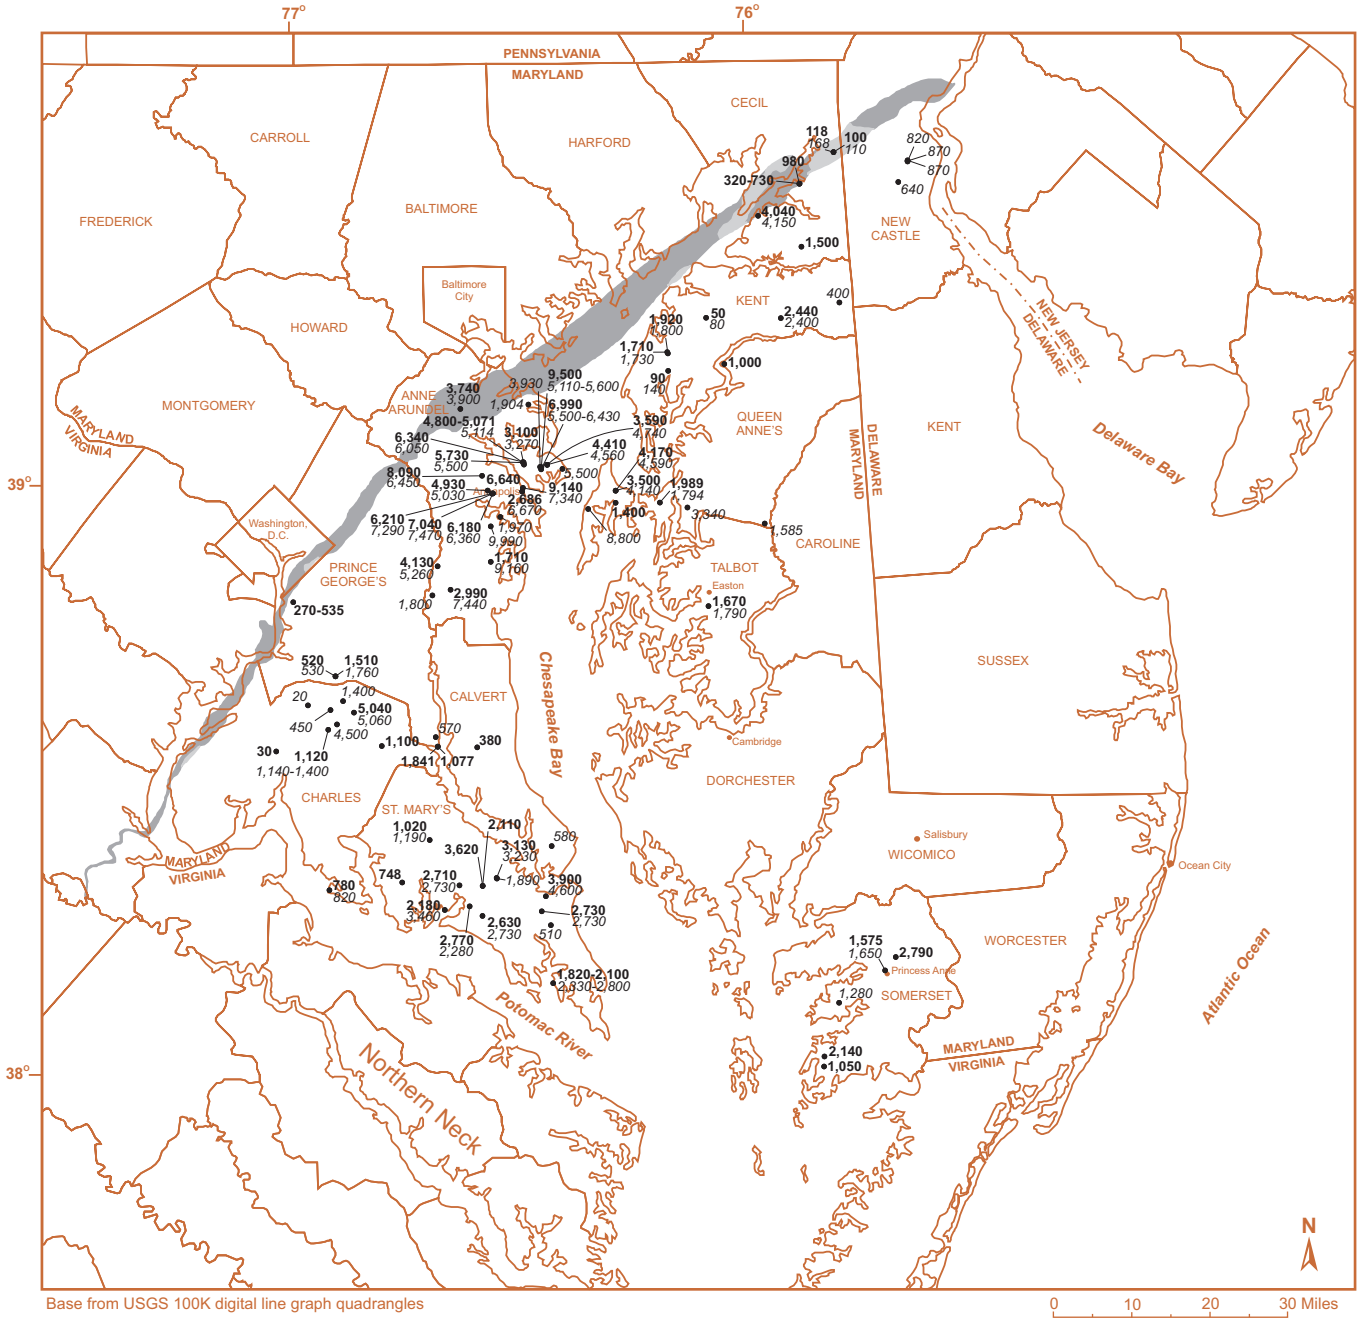 77°
76°
PENNSYLVANIA
MARYLAND
CECIL
CARROLL
HARFORD
118
168
100
110
820
870
870
980
320-730
640
BALTIMORE
FREDERICK
4,040
4,150
NEW
CASTLE
1,500
Baltimore
City
KENT
400
HOWARD
50
80
2,440
2,400
NEW JERSEY
DELAWARE
1,920
1,800
1,710
1,730
1,000
90
140
9,500
5,110-5,600
3,930
3,740
3,900
ANNE
ARUNDEL
1,904
6,990
5,500-6,430
MONTGOMERY
MARYLAND
VIRGINIA
4,800-5,071
5,114
3,100
3,270
3,590
4,740
QUEEN
ANNE'S
KENT
DELAWARE
MARYLAND
Delaware Bay
6,340
6,050
4,410
4,560
5,730
5,500
4,170
4,590
8,090
6,450
5,500
4,930
5,030
6,640
Annapolis
39°
9,140
7,340
3,500
4,140
1,989
1,794
2,686
5,670
1,400
3,340
Washington,
D.C.
6,210
7,290
7,040
7,470
6,180
6,360
1,970
9,990
8,800
1,585
CAROLINE
PRINCE
GEORGE'S
4,130
5,260
1,710
9,160
TALBOT
Easton
1,800
2,990
7,440
1,670
1,790
270-535
520
530
1,510
1,760
Chesapeake Bay
SUSSEX
20
1,400
CALVERT
5,040
5,060
450
4,500
570
30
1,120
1,140-1,400
1,100
380
1,841
1,077
Cambridge
DORCHESTER
CHARLES
ST. MARY'S
1,020
1,190
2,110
580
3,620
3,130
3,230
Salisbury
WICOMICO
Ocean City
MARYLAND
VIRGINIA
748
2,710
2,730
1,890
3,900
4,600
780
820
2,180
3,460
2,730
2,730
2,630
2,730
510
2,770
2,280
1,575
1,650
2,790
WORCESTER
Princess Anne
1,820-2,100
2,330-2,800
1,280
SOMERSET
Potomac River
Atlantic Ocean
2,140
1,050
MARYLAND
VIRGINIA
38°
Northern Neck
N
Base from USGS 100K digital line graph quadrangles
0 10 20 30 Miles